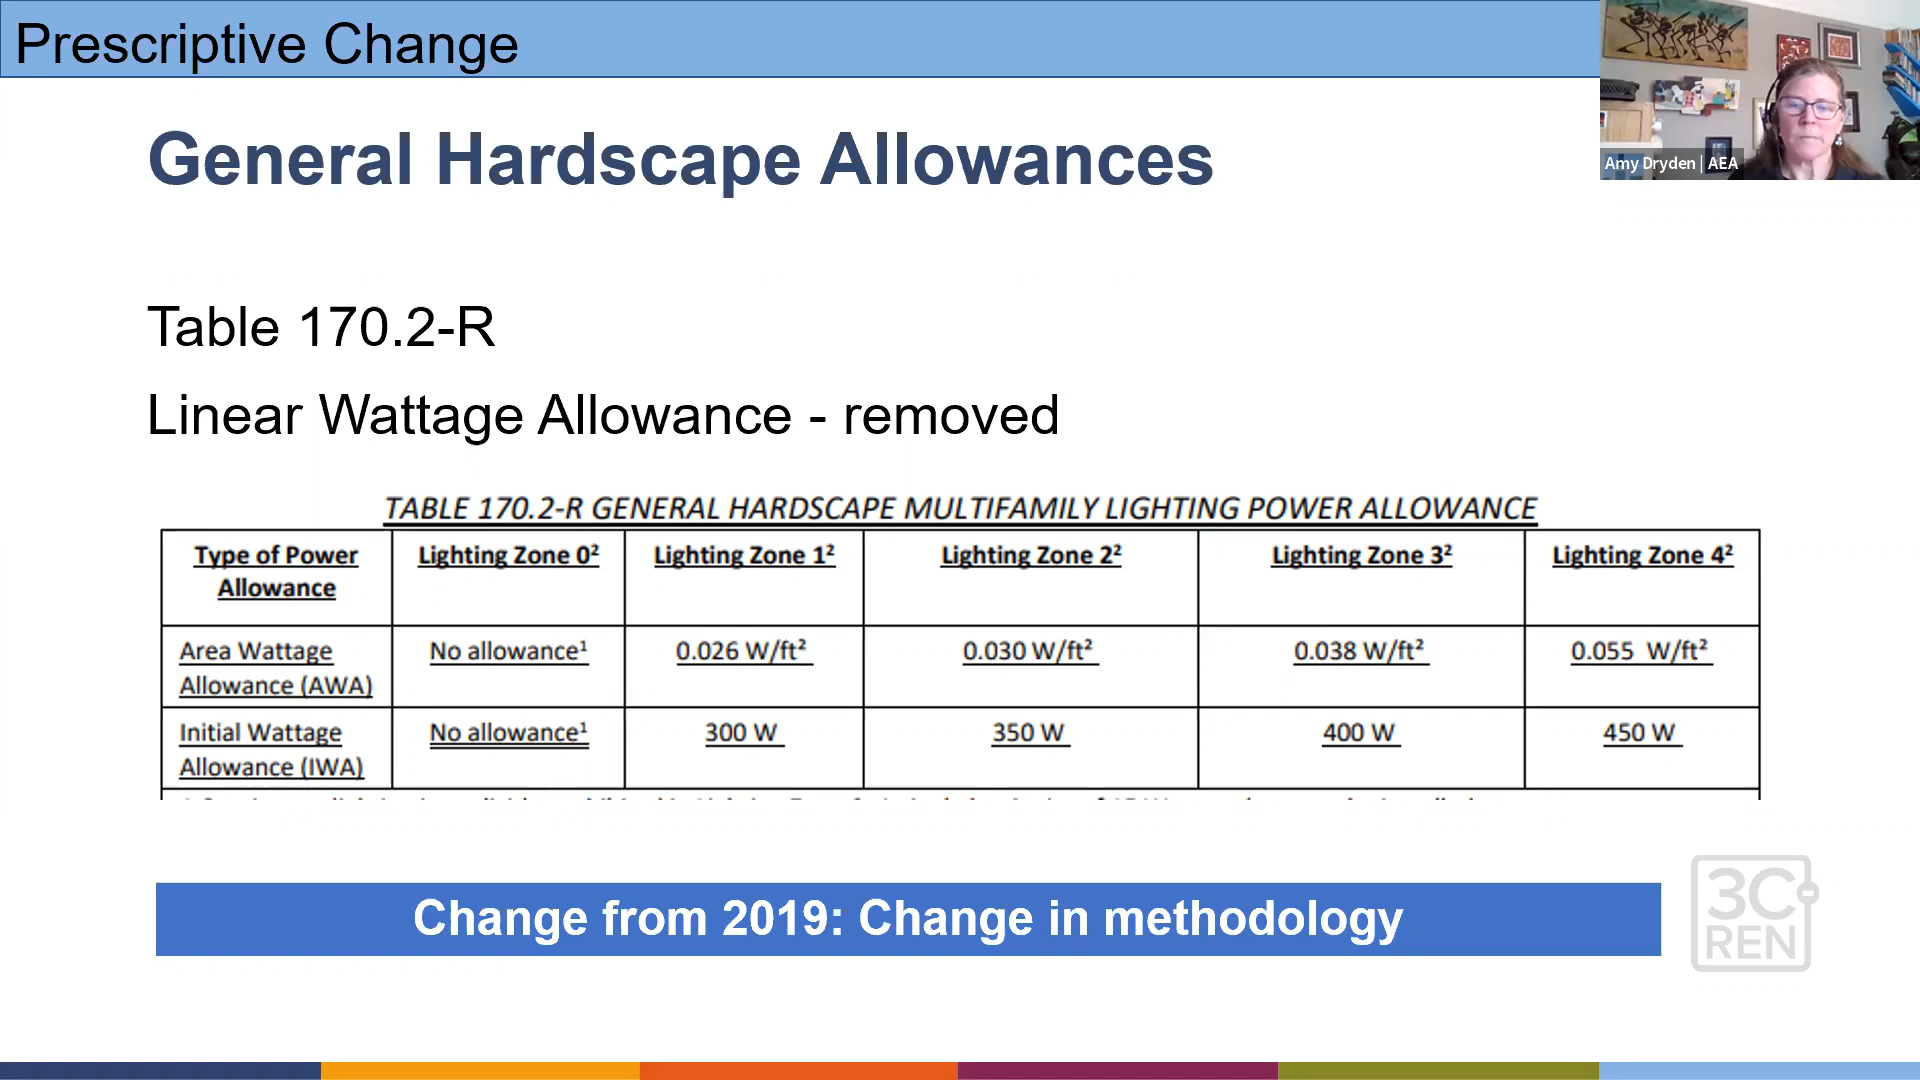 Prescriptive Change
Amy Dryden | AEA
General Hardscape Allowances
Table 170.2-R
Linear Wattage Allowance - removed
TABLE 170.2-R GENERAL HARDSCAPE MULTIFAMILY LIGHTING POWER ALLOWANCE
Type of Power Allowance Lighting Zone 0² Lighting Zone 1² Lighting Zone 2² Lighting Zone 3² Lighting Zone 4²
Area Wattage Allowance (AWA) No allowance¹ 0.026 W/ft² 0.030 W/ft² 0.038 W/ft² 0.055 W/ft²
Initial Wattage Allowance (IWA) No allowance¹ 300 W 350 W 400 W 450 W
Change from 2019: Change in methodology
3C-
REN